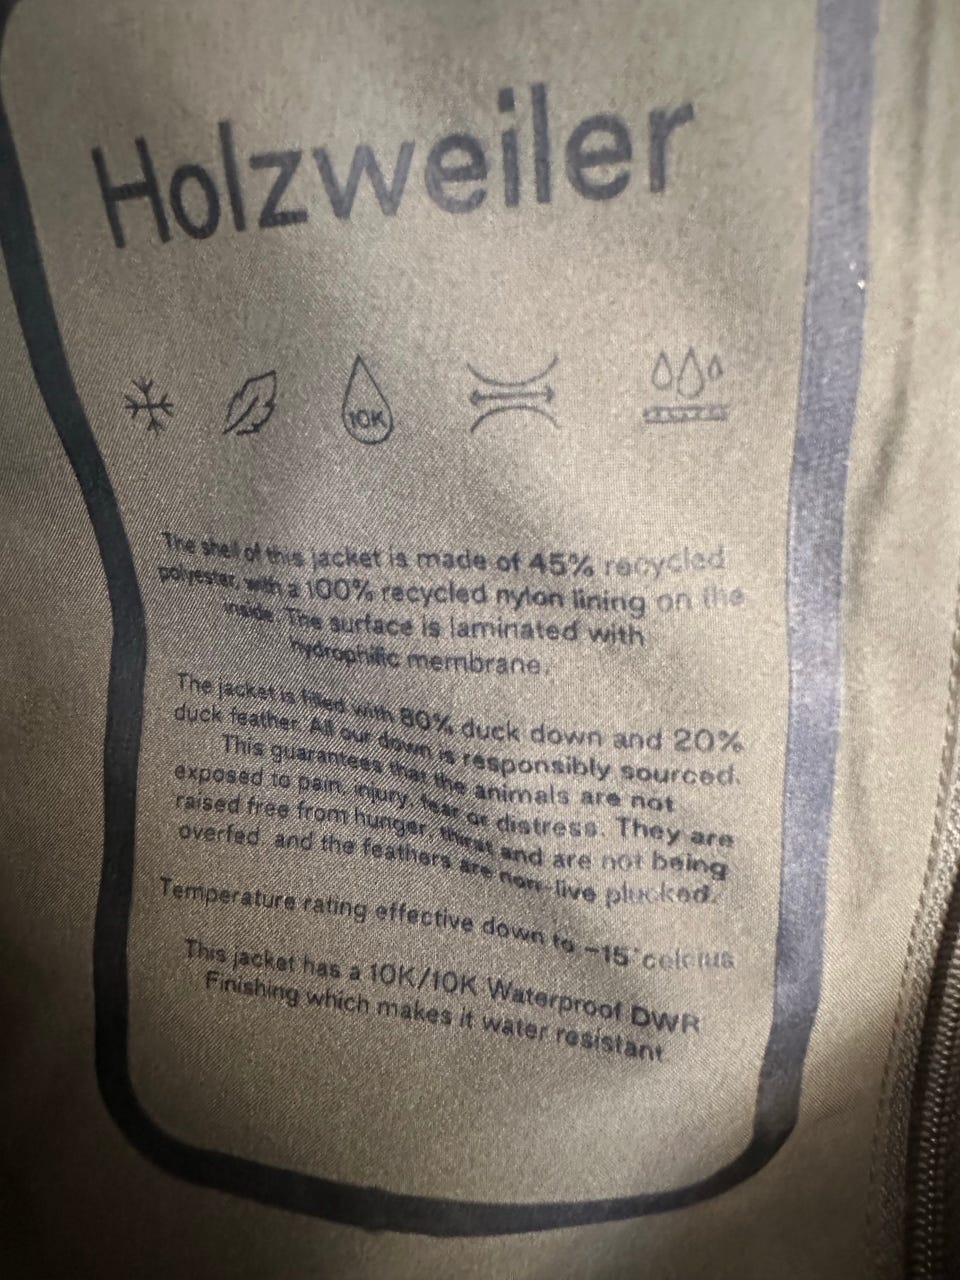 Holzweiler
10K
The shell of this jacket is made of 45% recycled
polyester, with a 100% recycled nylon lining on the
inside. The surface is laminated with
hydrophilic membrane.
The jacket is filled with 80% duck down and 20%
duck feather. All our down is responsibly sourced.
This guarantees that the animals are not
exposed to pain, injury, fear or distress. They are
raised free from hunger, thirst and are not being
overfed and the feathers are non-live plucked.
Temperature rating effective down to -15°celcius
This jacket has a 10K/10K Waterproof DWR
Finishing which makes it water resistant